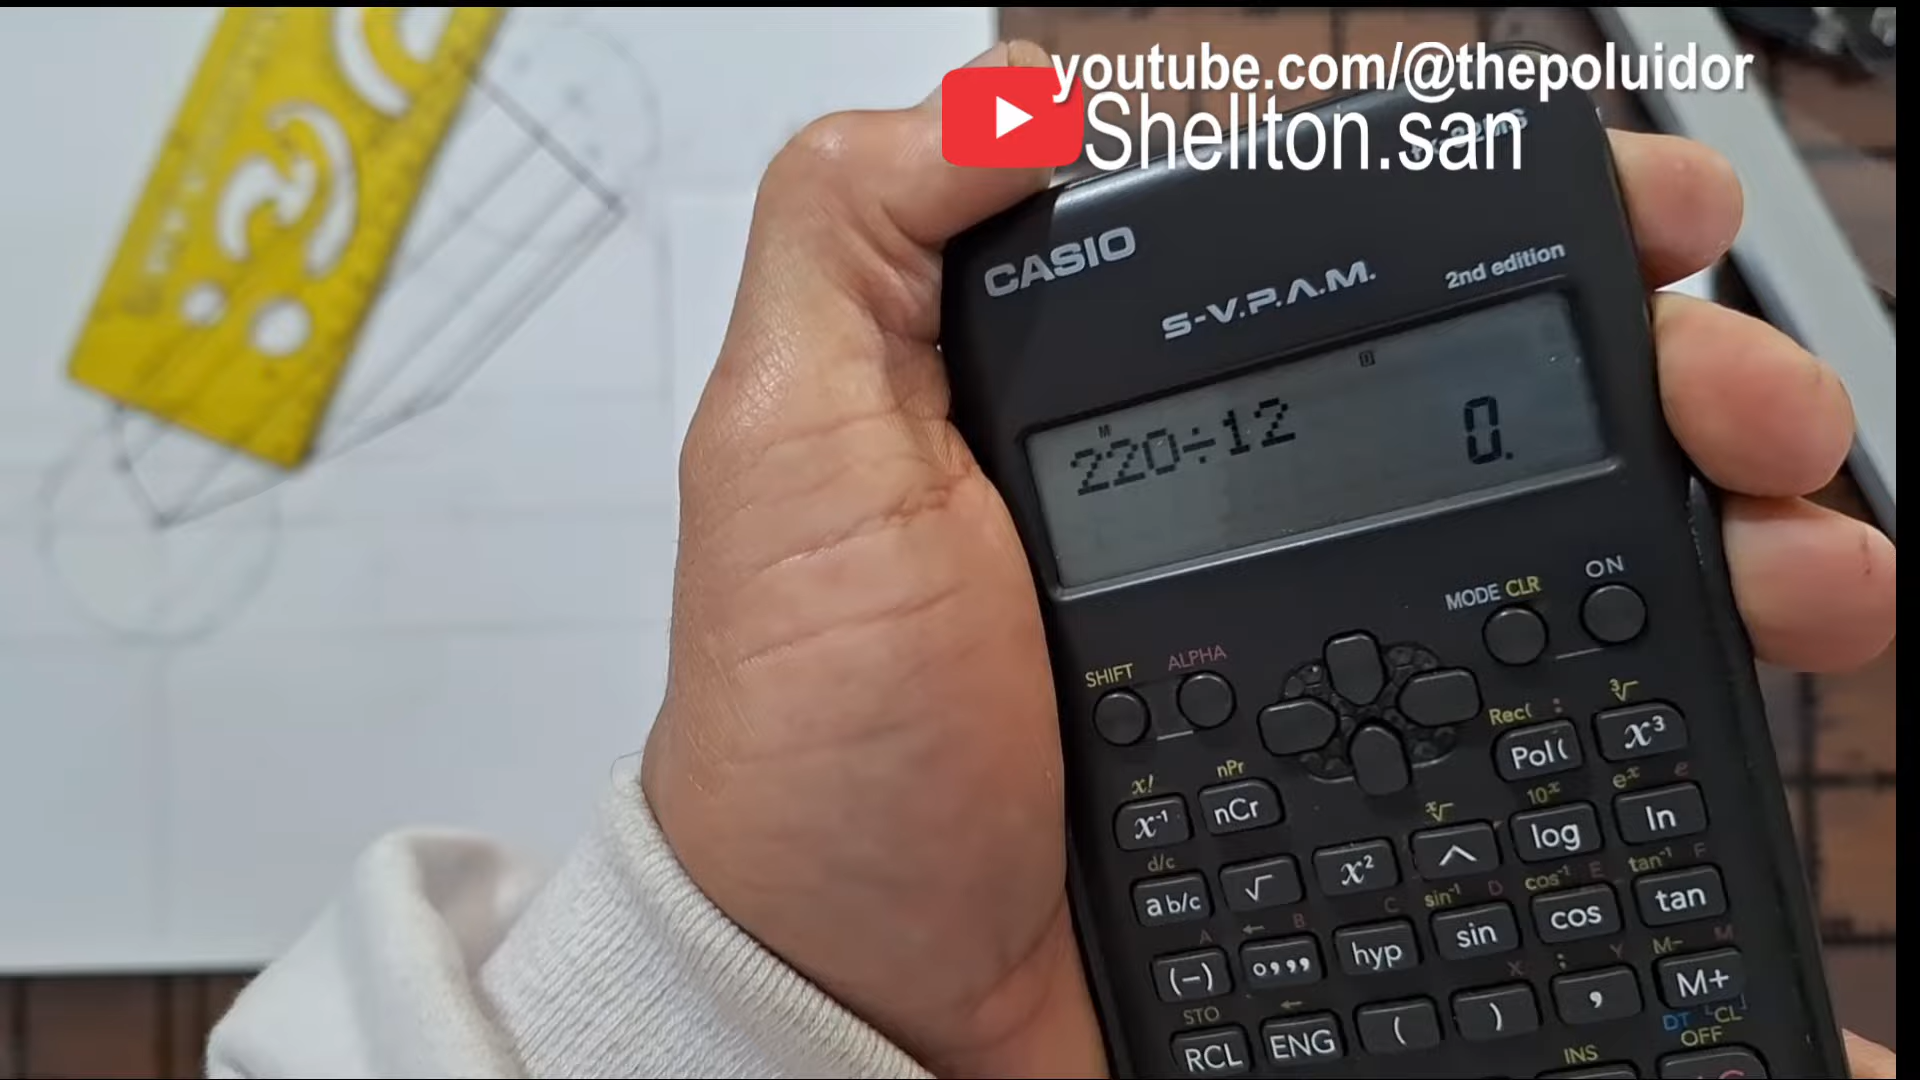 youtube.com/@thepoluidor
Shellton.san
CASIO
S-V.P.A.M.
2nd edition
M
D
220÷12
0.
MODE CLR
ON
SHIFT
ALPHA
Rec( :
³√
Pol(
x³
x!
nPr
x⁻¹
nCr
ˣ√
10ˣ
eˣ e
^
log
ln
d/c
ab/c
√
x²
sin⁻¹ D
cos⁻¹ E
tan⁻¹ F
sin
cos
tan
A
← B
C
(−)
°,,,
hyp
X
; Y
M− M
)
,
M+
STO
←
RCL
ENG
(
DT CL
INS
OFF